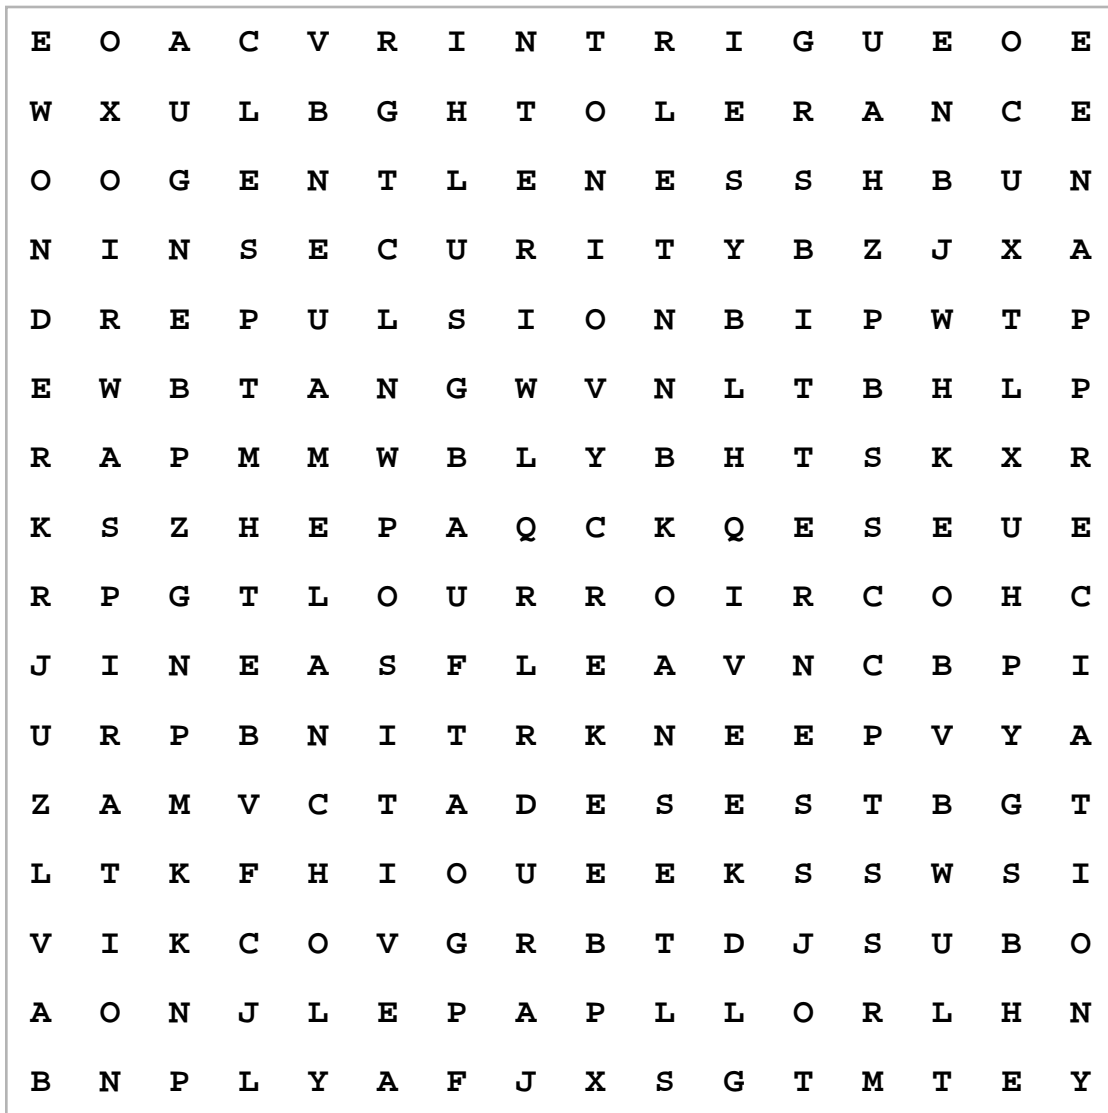 E O A C V R I N T R I G U E O E
W X U L B G H T O L E R A N C E
O O G E N T L E N E S S H B U N
N I N S E C U R I T Y B Z J X A
D R E P U L S I O N B I P W T P
E W B T A N G W V N L T B H L P
R A P M M W B L Y B H T S K X R
K S Z H E P A Q C K Q E S E U E
R P G T L O U R R O I R C O H C
J I N E A S F L E A V N C B P I
U R P B N I T R K N E E P V Y A
Z A M V C T A D E S E S T B G T
L T K F H I O U E E K S S W S I
V I K C O V G R B T D J S U B O
A O N J L E P A P L L O R L H N
B N P L Y A F J X S G T M T E Y